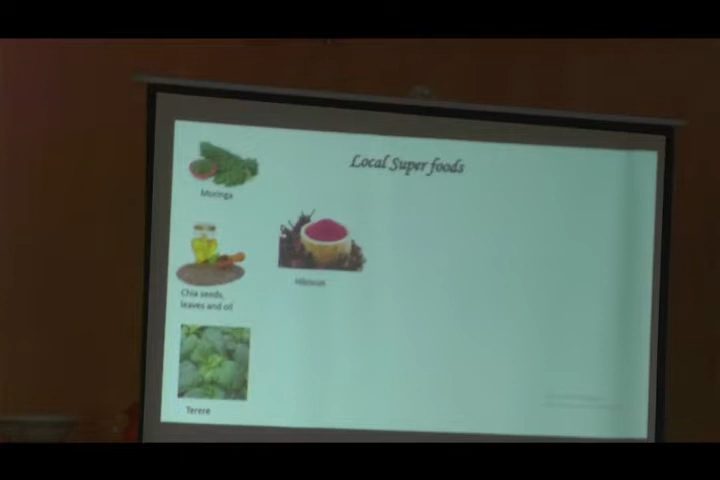 Local Super foods
Moringa
Hibiscus
Chia seeds,
leaves and oil
Terere